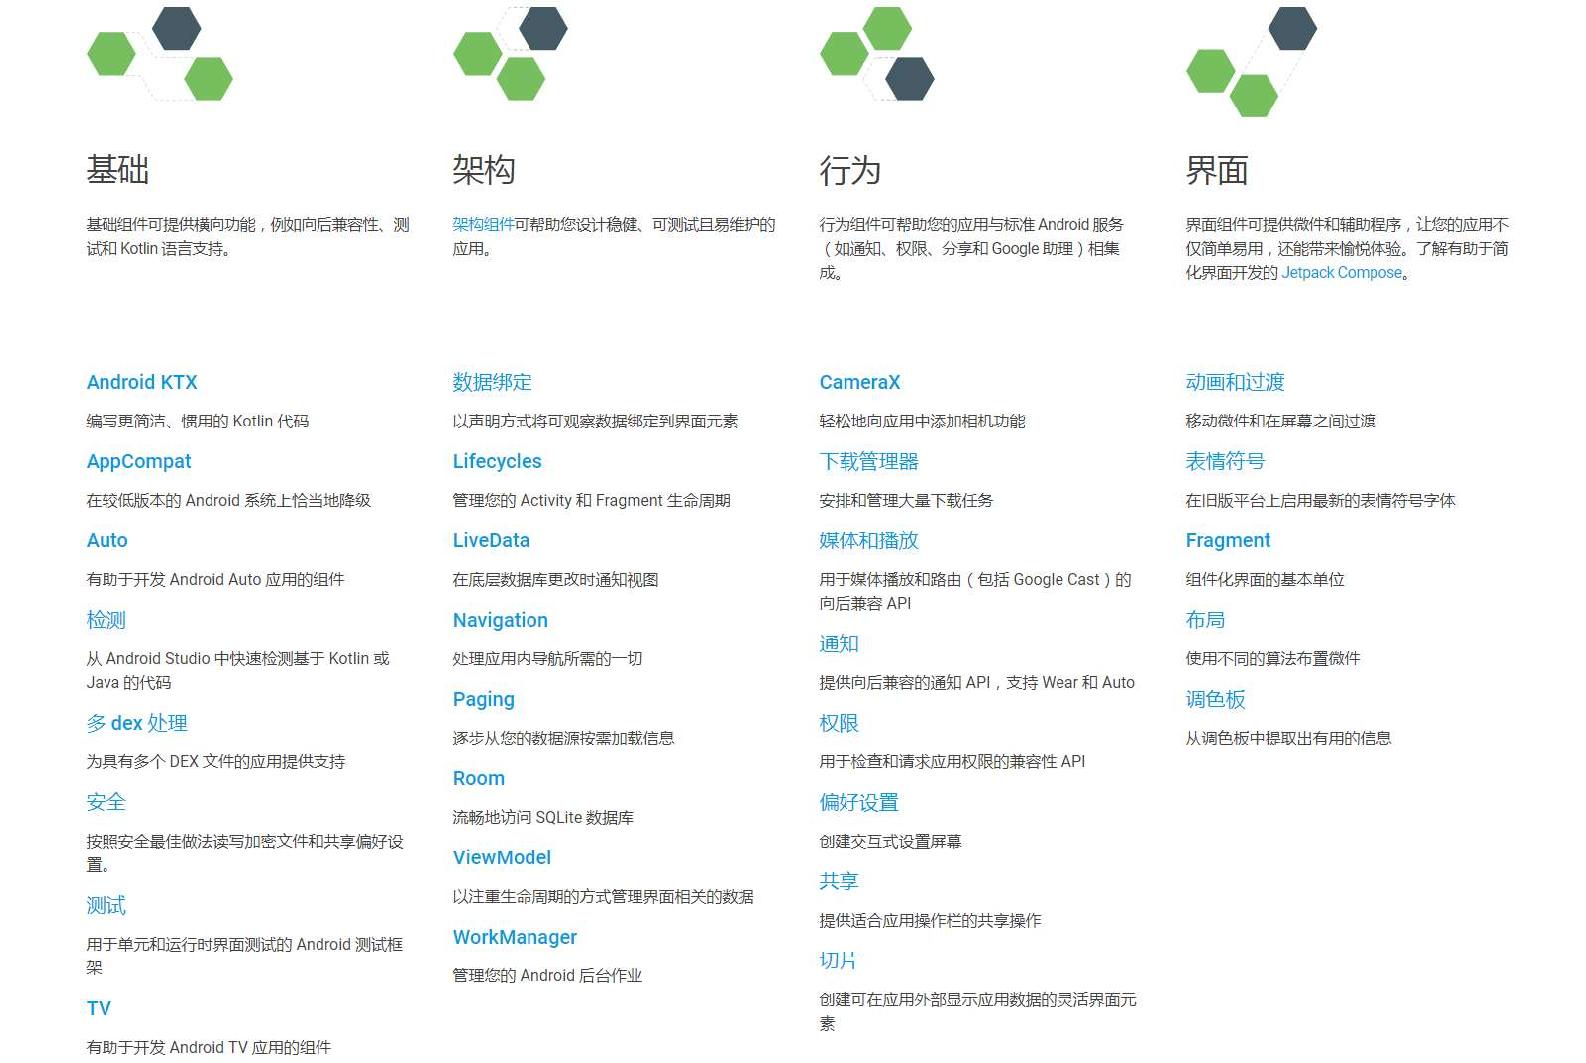 基础
基础组件可提供横向功能，例如向后兼容性、测
试和 Kotlin 语言支持。
Android KTX
编写更简洁、惯用的 Kotlin 代码
AppCompat
在较低版本的 Android 系统上恰当地降级
Auto
有助于开发 Android Auto 应用的组件
检测
从 Android Studio 中快速检测基于 Kotlin 或
Java 的代码
多 dex 处理
为具有多个 DEX 文件的应用提供支持
安全
按照安全最佳做法读写加密文件和共享偏好设
置。
测试
用于单元和运行时界面测试的 Android 测试框
架
TV
有助于开发 Android TV 应用的组件
架构
架构组件可帮助您设计稳健、可测试且易维护的
应用。
数据绑定
以声明方式将可观察数据绑定到界面元素
Lifecycles
管理您的 Activity 和 Fragment 生命周期
LiveData
在底层数据库更改时通知视图
Navigation
处理应用内导航所需的一切
Paging
逐步从您的数据源按需加载信息
Room
流畅地访问 SQLite 数据库
ViewModel
以注重生命周期的方式管理界面相关的数据
WorkManager
管理您的 Android 后台作业
行为
行为组件可帮助您的应用与标准 Android 服务
（如通知、权限、分享和 Google 助理）相集
成。
CameraX
轻松地向应用中添加相机功能
下载管理器
安排和管理大量下载任务
媒体和播放
用于媒体播放和路由（包括 Google Cast）的
向后兼容 API
通知
提供向后兼容的通知 API，支持 Wear 和 Auto
权限
用于检查和请求应用权限的兼容性 API
偏好设置
创建交互式设置屏幕
共享
提供适合应用操作栏的共享操作
切片
创建可在应用外部显示应用数据的灵活界面元
素
界面
界面组件可提供微件和辅助程序，让您的应用不
仅简单易用，还能带来愉悦体验。了解有助于简
化界面开发的 Jetpack Compose。
动画和过渡
移动微件和在屏幕之间过渡
表情符号
在旧版平台上启用最新的表情符号字体
Fragment
组件化界面的基本单位
布局
使用不同的算法布置微件
调色板
从调色板中提取出有用的信息